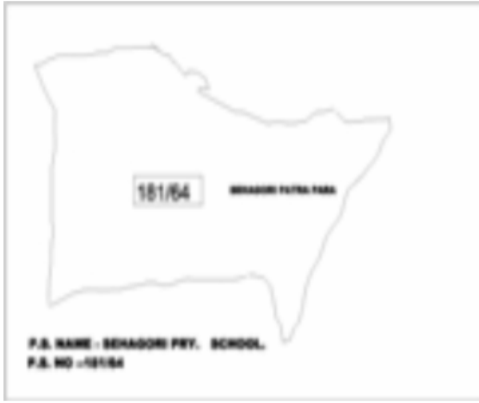 181/64 SEHAGORI PATRA PARA
P.S. NAME - SEHAGORI PRY. SCHOOL.
P.S. NO -181/64